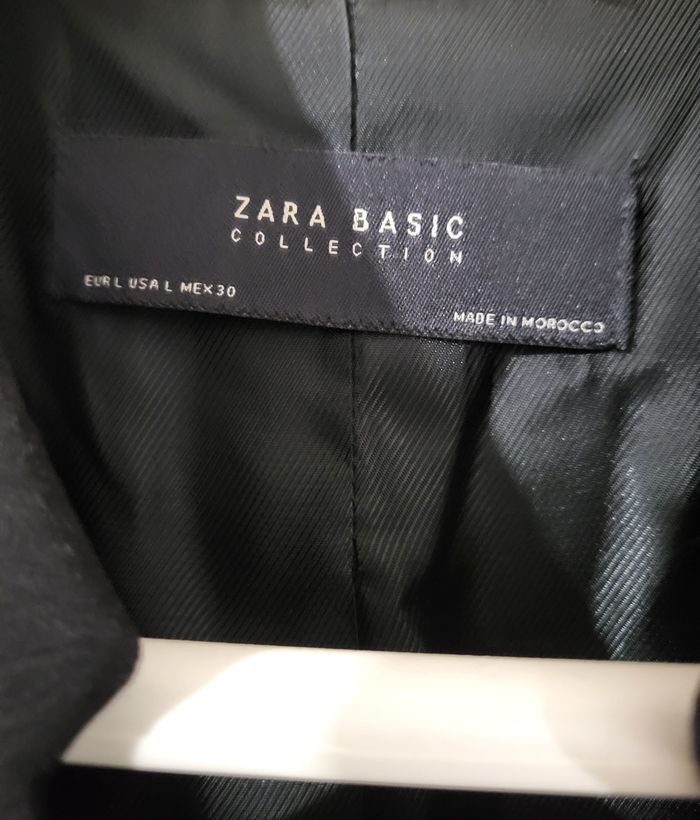 ZARA BASIC
COLLECTION
EUR L USA L MEX 30
MADE IN MOROCCO